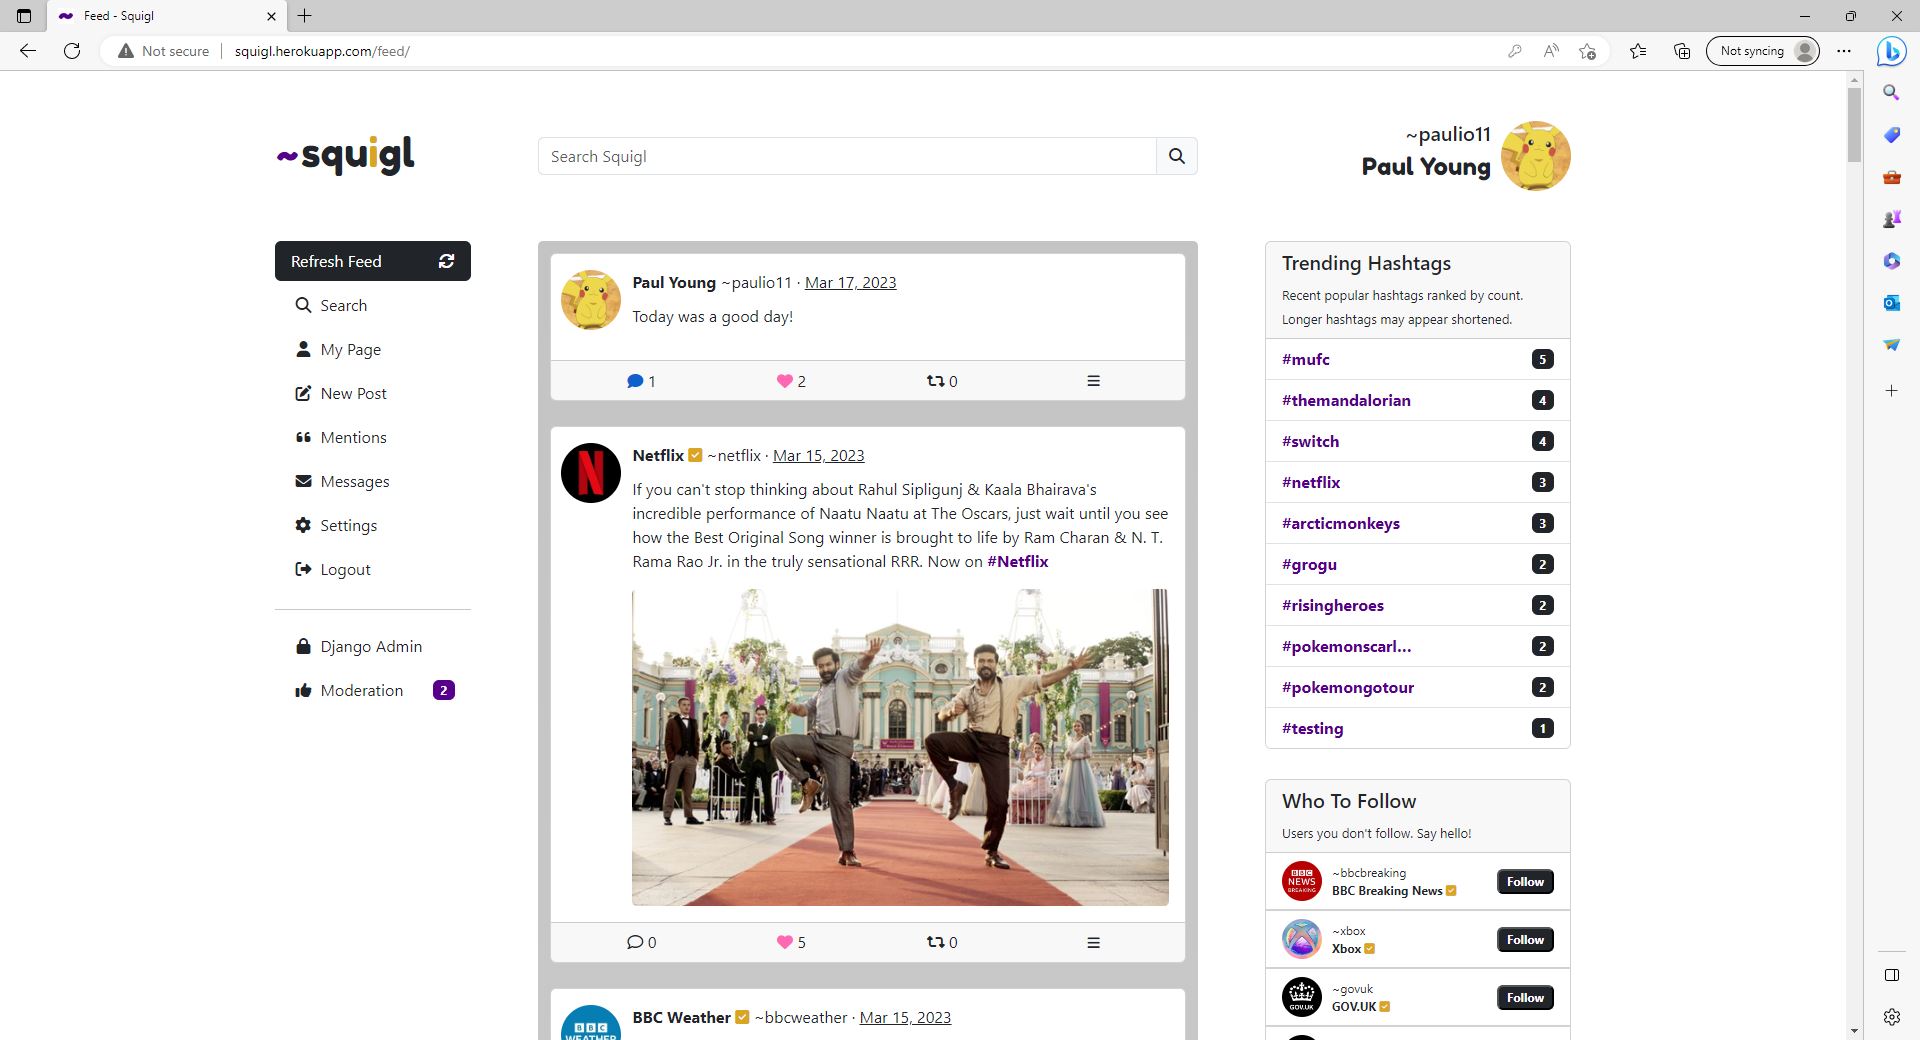 Feed - Squigl
Not secure
squigl.herokuapp.com/feed/
Not syncing
~squigl
Search Squigl
~paulio11
Paul Young
Refresh Feed
Search
My Page
New Post
Mentions
Messages
Settings
Logout
Django Admin
Moderation 2
Paul Young ~paulio11 · Mar 17, 2023
Today was a good day!
1 2 0
Netflix ~netflix · Mar 15, 2023
If you can't stop thinking about Rahul Sipligunj & Kaala Bhairava's
incredible performance of Naatu Naatu at The Oscars, just wait until you see
how the Best Original Song winner is brought to life by Ram Charan & N. T.
Rama Rao Jr. in the truly sensational RRR. Now on #Netflix
0 5 0
BBC
WEATHER
BBC Weather ~bbcweather · Mar 15, 2023
Trending Hashtags
Recent popular hashtags ranked by count.
Longer hashtags may appear shortened.
#mufc 5
#themandalorian 4
#switch 4
#netflix 3
#arcticmonkeys 3
#grogu 2
#risingheroes 2
#pokemonscarl... 2
#pokemongotour 2
#testing 1
Who To Follow
Users you don't follow. Say hello!
BBC
NEWS
BREAKING
~bbcbreaking
BBC Breaking News
Follow
~xbox
Xbox
Follow
GOV.UK
~govuk
GOV.UK
Follow